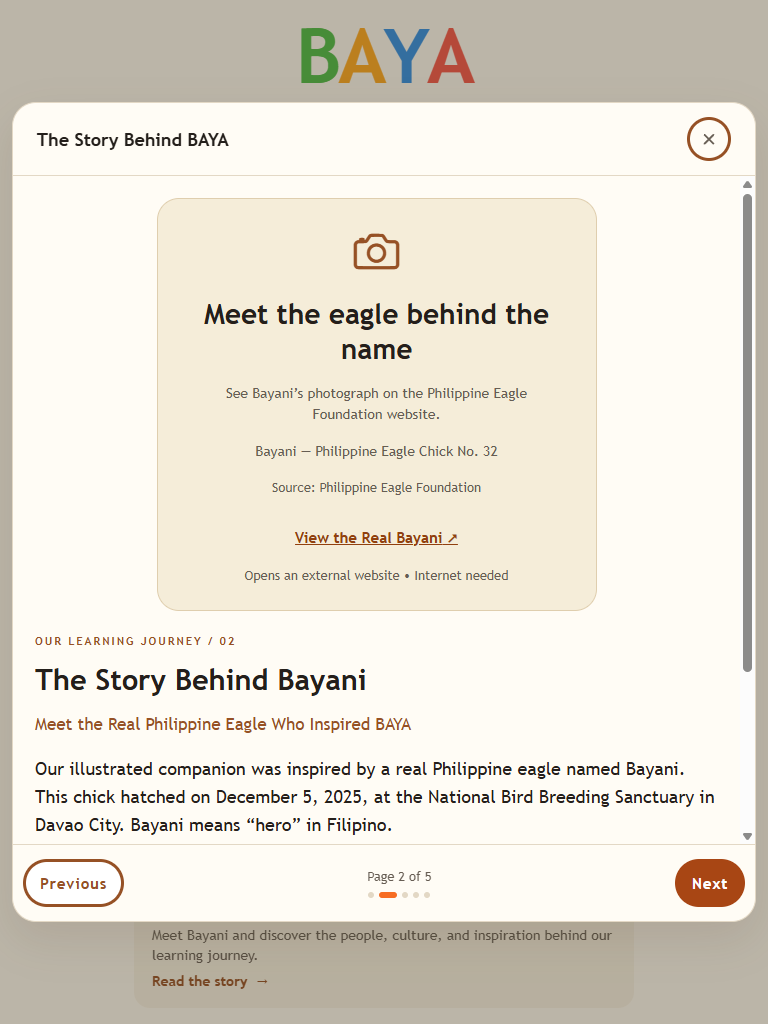 BAYA
The Story Behind BAYA
Meet the eagle behind the
name
See Bayani’s photograph on the Philippine Eagle
Foundation website.
Bayani — Philippine Eagle Chick No. 32
Source: Philippine Eagle Foundation
View the Real Bayani ↗
Opens an external website • Internet needed
OUR LEARNING JOURNEY / 02
The Story Behind Bayani
Meet the Real Philippine Eagle Who Inspired BAYA
Our illustrated companion was inspired by a real Philippine eagle named Bayani.
This chick hatched on December 5, 2025, at the National Bird Breeding Sanctuary in
Davao City. Bayani means “hero” in Filipino.
Previous
Page 2 of 5
Next
Meet Bayani and discover the people, culture, and inspiration behind our
learning journey.
Read the story →